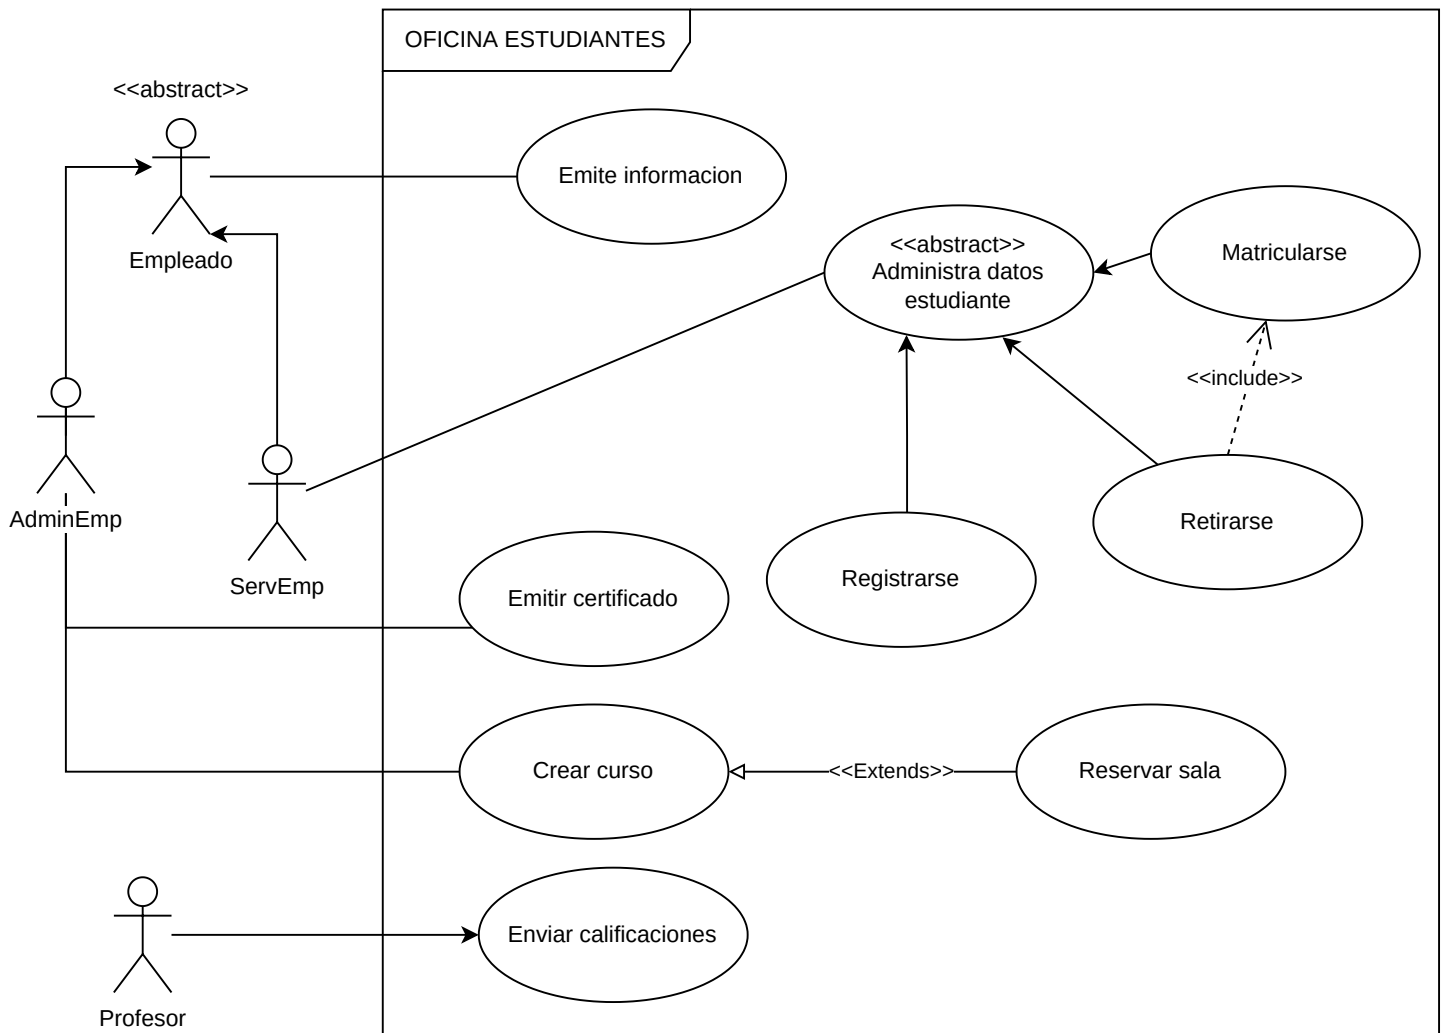 OFICINA ESTUDIANTES
<<abstract>>
Empleado
Emite informacion
<<abstract>>
Administra datos
estudiante
Matricularse
<<include>>
AdminEmp
ServEmp
Retirarse
Registrarse
Emitir certificado
Crear curso
<<Extends>>
Reservar sala
Enviar calificaciones
Profesor